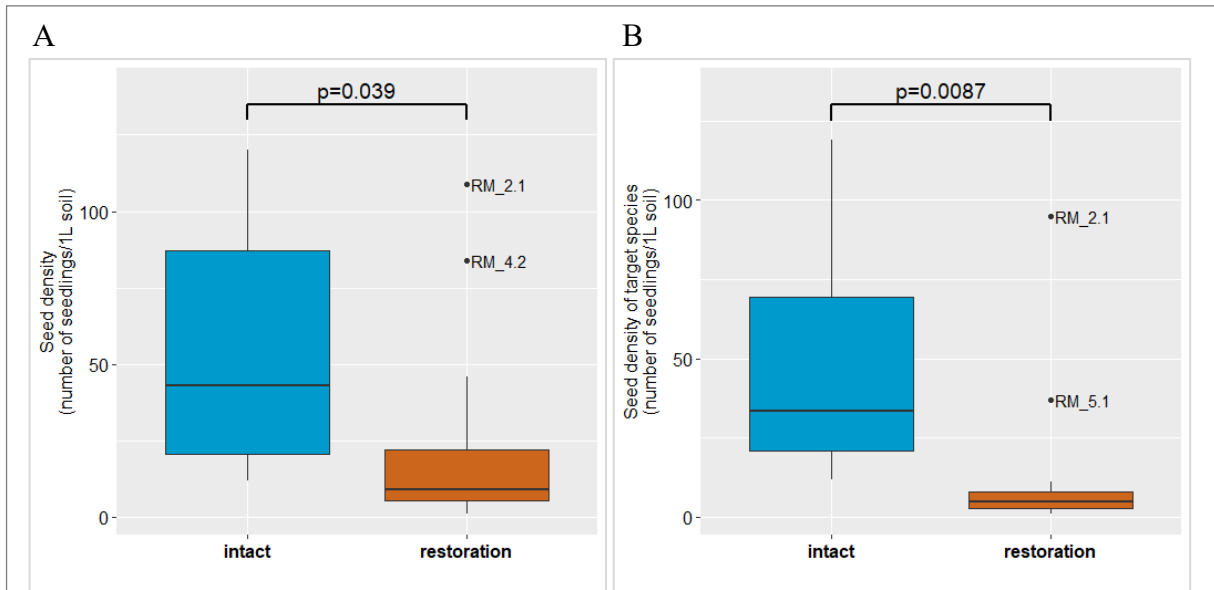 A
p=0.039
RM_2.1
RM_4.2
100
50
0
Seed density
(number of seedlings/1L soil)
intact
restoration
B
p=0.0087
RM_2.1
RM_5.1
100
50
0
Seed density of target species
(number of seedlings/1L soil)
intact
restoration